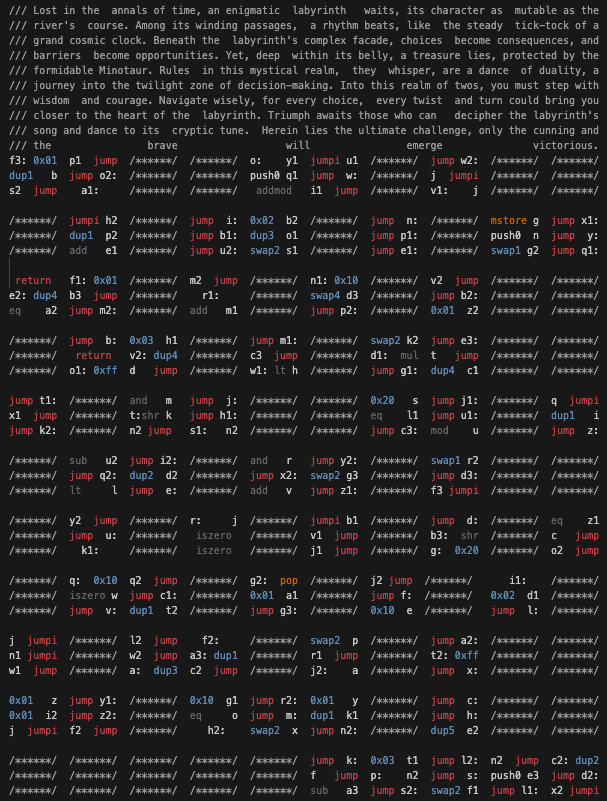 /// Lost in the annals of time, an enigmatic labyrinth waits, its character as mutable as the
/// river's course. Among its winding passages, a rhythm beats, like the steady tick-tock of a
/// grand cosmic clock. Beneath the labyrinth's complex facade, choices become consequences, and
/// barriers become opportunities. Yet, deep within its belly, a treasure lies, protected by the
/// formidable Minotaur. Rules in this mystical realm, they whisper, are a dance of duality, a
/// journey into the twilight zone of decision-making. Into this realm of twos, you must step with
/// wisdom and courage. Navigate wisely, for every choice, every twist and turn could bring you
/// closer to the heart of the labyrinth. Triumph awaits those who can decipher the labyrinth's
/// song and dance to its cryptic tune. Herein lies the ultimate challenge, only the cunning and
/// the brave will emerge victorious.
f3: 0x01 p1 jump /******/ /******/ o: y1 jumpi u1 /******/ jump w2: /******/ /******/
dup1 b jump o2: /******/ /******/ push0 q1 jump w: j jumpi /******/ /******/ /******/
s2 jump a1: /******/ /******/ addmod i1 jump /******/ v1: j /******/ /******/
/******/ jumpi h2 /******/ jump i: 0x02 b2 /******/ jump n: /******/ mstore g jump x1:
/******/ dup1 p2 /******/ jump b1: dup3 o1 /******/ jump p1: /******/ push0 n jump y:
/******/ add e1 /******/ jump u2: swap2 s1 /******/ jump e1: /******/ swap1 g2 jump q1:
return f1: 0x01 /******/ m2 jump /******/ n1: 0x10 /******/ v2 jump /******/ /******/
e2: dup4 b3 jump /******/ r1: /******/ swap4 d3 /******/ jump b2: /******/ /******/
eq a2 jump m2: /******/ add m1 /******/ jump p2: /******/ 0x01 z2 /******/ /******/
/******/ jump b: 0x03 h1 /******/ jump m1: /******/ swap2 k2 jump e3: /******/ /******/
/******/ return v2: dup4 /******/ c3 jump /******/ d1: mul t jump /******/ /******/
/******/ o1: 0xff d jump /******/ w1: lt h /******/ jump g1: dup4 c1 /******/ /******/
jump t1: /******/ and m jump j: /******/ /******/ 0x20 s jump j1: /******/ q jumpi
x1 jump /******/ t:shr k jump h1: /******/ /******/ eq l1 jump u1: /******/ dup1 i
jump k2: /******/ n2 jump s1: n2 /******/ /******/ jump c3: mod u /******/ jump z:
/******/ sub u2 jump i2: /******/ and r jump y2: /******/ swap1 r2 /******/ /******/
/******/ jump q2: dup2 d2 /******/ jump x2: swap2 g3 /******/ jump d3: /******/ /******/
/******/ lt l jump e: /******/ add v jump z1: /******/ f3 jumpi /******/ /******/
/******/ y2 jump /******/ r: j /******/ jumpi b1 /******/ jump d: /******/ eq z1
/******/ jump u: /******/ iszero /******/ v1 jump /******/ b3: shr c jump /******/
/******/ k1: /******/ iszero /******/ j1 jump /******/ g: 0x20 /******/ o2 jump
/******/ q: 0x10 q2 jump /******/ g2: pop /******/ j2 jump /******/ i1: /******/
/******/ iszero w jump c1: /******/ 0x01 a1 /******/ jump f: /******/ 0x02 d1 /******/
/******/ jump v: dup1 t2 /******/ jump g3: /******/ 0x10 e /******/ jump l: /******/
j jumpi /******/ l2 jump f2: /******/ swap2 p /******/ jump a2: /******/ /******/
n1 jumpi /******/ w2 jump a3: dup1 /******/ r1 jump /******/ t2: 0xff /******/ /******/
w1 jump /******/ a: dup3 c2 jump /******/ j2: a /******/ jump x: /******/ /******/
0x01 z jump y1: /******/ 0x10 g1 jump r2: 0x01 y /******/ jump c: /******/ /******/
0x01 i2 jump z2: /******/ eq o jump m: dup1 k1 /******/ jump h: /******/ /******/
j jumpi f2 jump /******/ h2: swap2 x jump n2: /******/ dup5 e2 /******/ /******/
/******/ /******/ /******/ /******/ /******/ jump k: 0x03 t1 jump l2: n2 jump c2: dup2
/******/ /******/ /******/ /******/ /******/ f jump p: n2 jump s: push0 e3 jump d2:
/******/ /******/ /******/ /******/ /******/ sub a3 jump s2: swap2 f1 jump l1: x2 jumpi